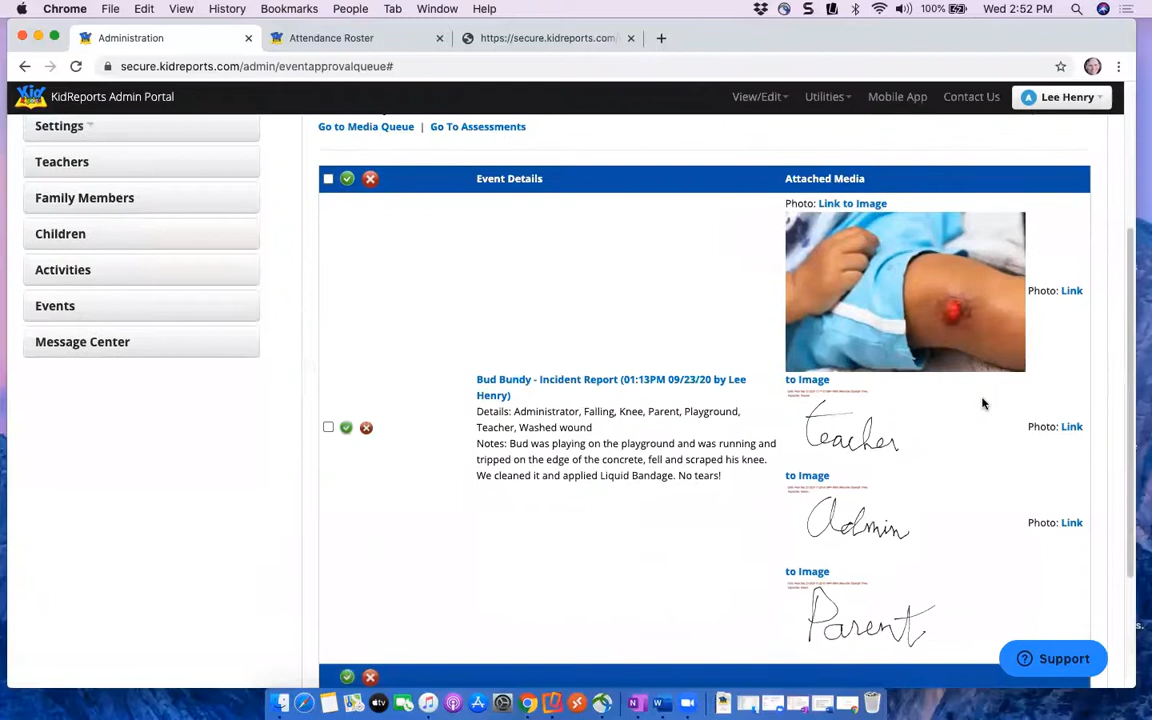 Chrome File Edit View History Bookmarks People Tab Window Help 100% Wed 2:52 PM
Administration Attendance Roster https://secure.kidreports.com/
secure.kidreports.com/admin/eventapprovalqueue#
KidReports Admin Portal View/Edit Utilities Mobile App Contact Us A Lee Henry
Settings
Teachers
Family Members
Children
Activities
Events
Message Center
Go to Media Queue | Go To Assessments
Event Details Attached Media
Photo: Link to Image
Photo: Link
to Image
Bud Bundy - Incident Report (01:13PM 09/23/20 by Lee
Henry)
Details: Administrator, Falling, Knee, Parent, Playground,
Teacher, Washed wound
Notes: Bud was playing on the playground and was running and
tripped on the edge of the concrete, fell and scraped his knee.
We cleaned it and applied Liquid Bandage. No tears!
teacher
Photo: Link
to Image
Admin
Photo: Link
to Image
Parent
Support